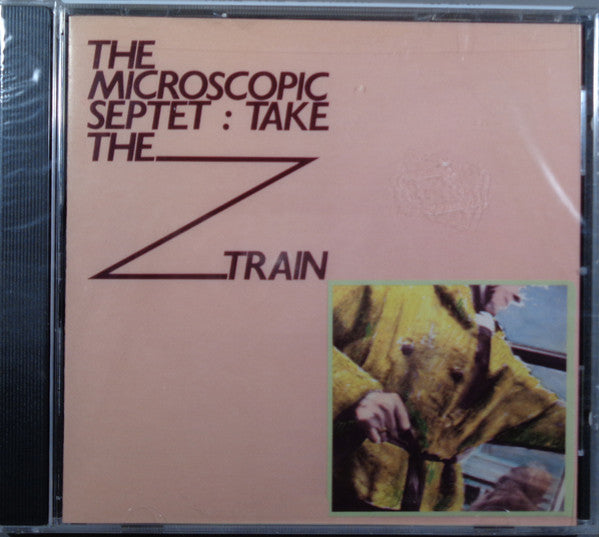 THE
MICROSCOPIC
SEPTET : TAKE
THE
Z TRAIN